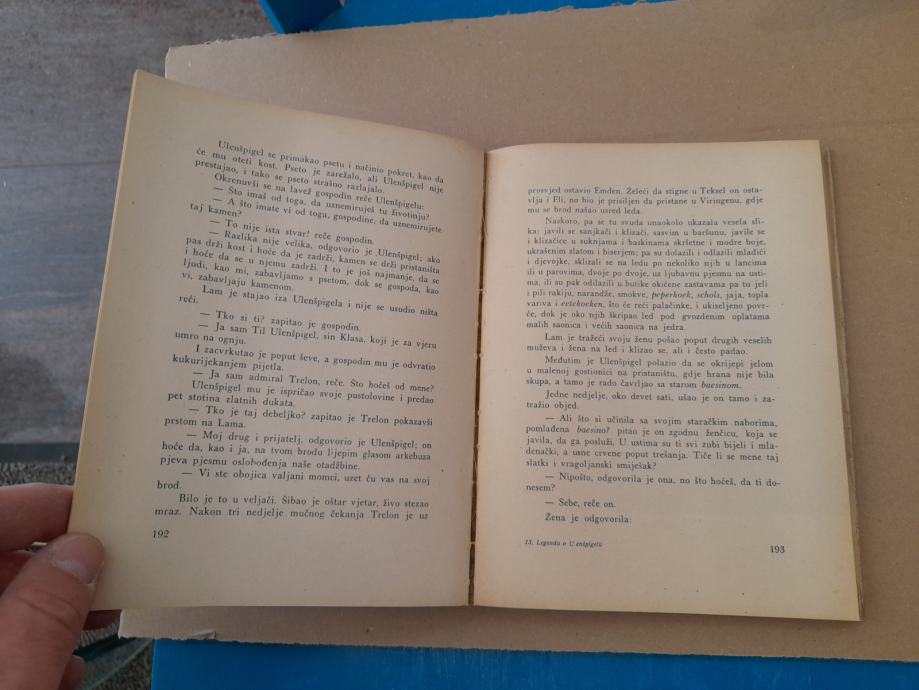 Ulenšpigel se primakao psetu i načinio pokret, kao da
će mu oteti kost. Pseto je zarežalo, ali Ulenšpigel nije
prestajao, i tako se pseto strašno razlajalo.
Okrenuvši se na lavež gospodin reče Ulenšpigelu:
— Što imaš od toga, da uznemiruješ tu životinju?
— A što imate vi od toga, gospodine, da uznemirujete
taj kamen?
— To nije ista stvar! reče gospodin.
— Razlika nije velika, odgovorio je Ulenšpigel; ako
pas drži kost i hoće da je zadrži, kamen se drži pristaništa
i hoće da se u njemu zadrži. I to je još najmanje, da se
ljudi, kao mi, zabavljamo s psetom, dok se gospoda, kao
vi, zabavljaju kamenom.
Lam je stajao iza Ulenšpigela i nije se usudio ništa
reči.
— Tko si ti? zapitao je gospodin.
— Ja sam Til Ulenšpigel, sin Klasa, koji je za vjeru
umro na ognju.
I zacvrkutao je poput ševe, a gospodin mu je odvratio
kukurijekanjem pijetla.
— Ja sam admiral Trelon, reče. Što hoćeš od mene?
Ulenšpigel mu je ispričao svoje pustolovine i predao
pet stotina zlatnih dukata.
— Tko je taj debeljko? zapitao je Trelon pokazavši
prstom na Lama.
— Moj drug i prijatelj, odgovorio je Ulenšpigel; on
hoće da, kao i ja, na tvom brodu lijepim glasom arkebuza
pjeva pjesmu oslobođenja naše otadžbine.
— Vi ste obojica valjani momci, uzet ću vas na svoj
brod.
Bilo je to u veljači. Šibao je oštar vjetar, živo stezao
mraz. Nakon tri nedjelje mučnog čekanja Trelon je uz
192
prosvjed ostavio Emden. Želeći da stigne u Teksel on osta-
vlja i Fli, no bio je prisiljen da pristane u Viringenu, gdje
mu se brod našao usred leda.
Naskoro, pa se tu svuda unaokolo ukazala vesela sli-
ka: javili se sanjkači i klizači, sasvim u baršunu, javile se
i klizačice u suknjama i baskinama skrletne i modre boje,
ukrašenim zlatom i biserjem; pa su dolazili i odlazili mladići
i djevojke, sklizali se na ledu po nekoliko njih u lancima
ili u parovima, dvoje po dvoje, uz ljubavnu pjesmu na usti-
ma, ili su pak odilazili u butike okićene zastavama pa tu jeli
i pili rakiju, narandže, smokve, peperkoek, schols, jaja, topla
variva i eetekoeken, što će reći palačinke, i ukiseljeno povr-
će, dok je oko njih škripao led pod gvozdenim oplatama
malih saonica i većih saonica na jedra.
Lam je tražeći svoju ženu pošao poput drugih veselih
muževa i žena na led i klizao se, ali i često padao.
Međutim je Ulenšpigel polazio da se okrijepi jelom
u malenoj gostionici na pristaništu, gdje hrana nije bila
skupa, a tamo je rado čavrljao sa starom baesinom.
Jedne nedjelje, oko devet sati, ušao je on tamo i za-
tražio objed.
— Ali što si učinila sa svojim staračkim naborima,
pomlađena baesino? pitao je on zgodnu ženčicu, koja se
javila, da ga posluži. U ustima su ti svi zubi bijeli i mla-
denački, a usne crvene poput trešanja. Tiče li se mene taj
slatki i vragoljanski smiješak?
— Nipošto, odgovorila je ona, no što hoćeš, da ti do-
nesem?
— Sebe, reče on.
Žena je odgovorila:
13. Legenda o U enšpigelu
193